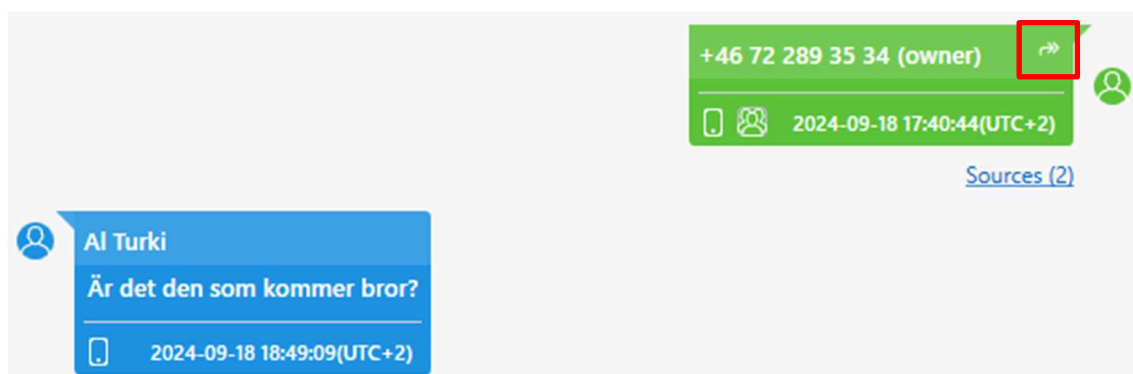 +46 72 289 35 34 (owner)
2024-09-18 17:40:44(UTC+2)
Sources (2)
Al Turki
Är det den som kommer bror?
2024-09-18 18:49:09(UTC+2)